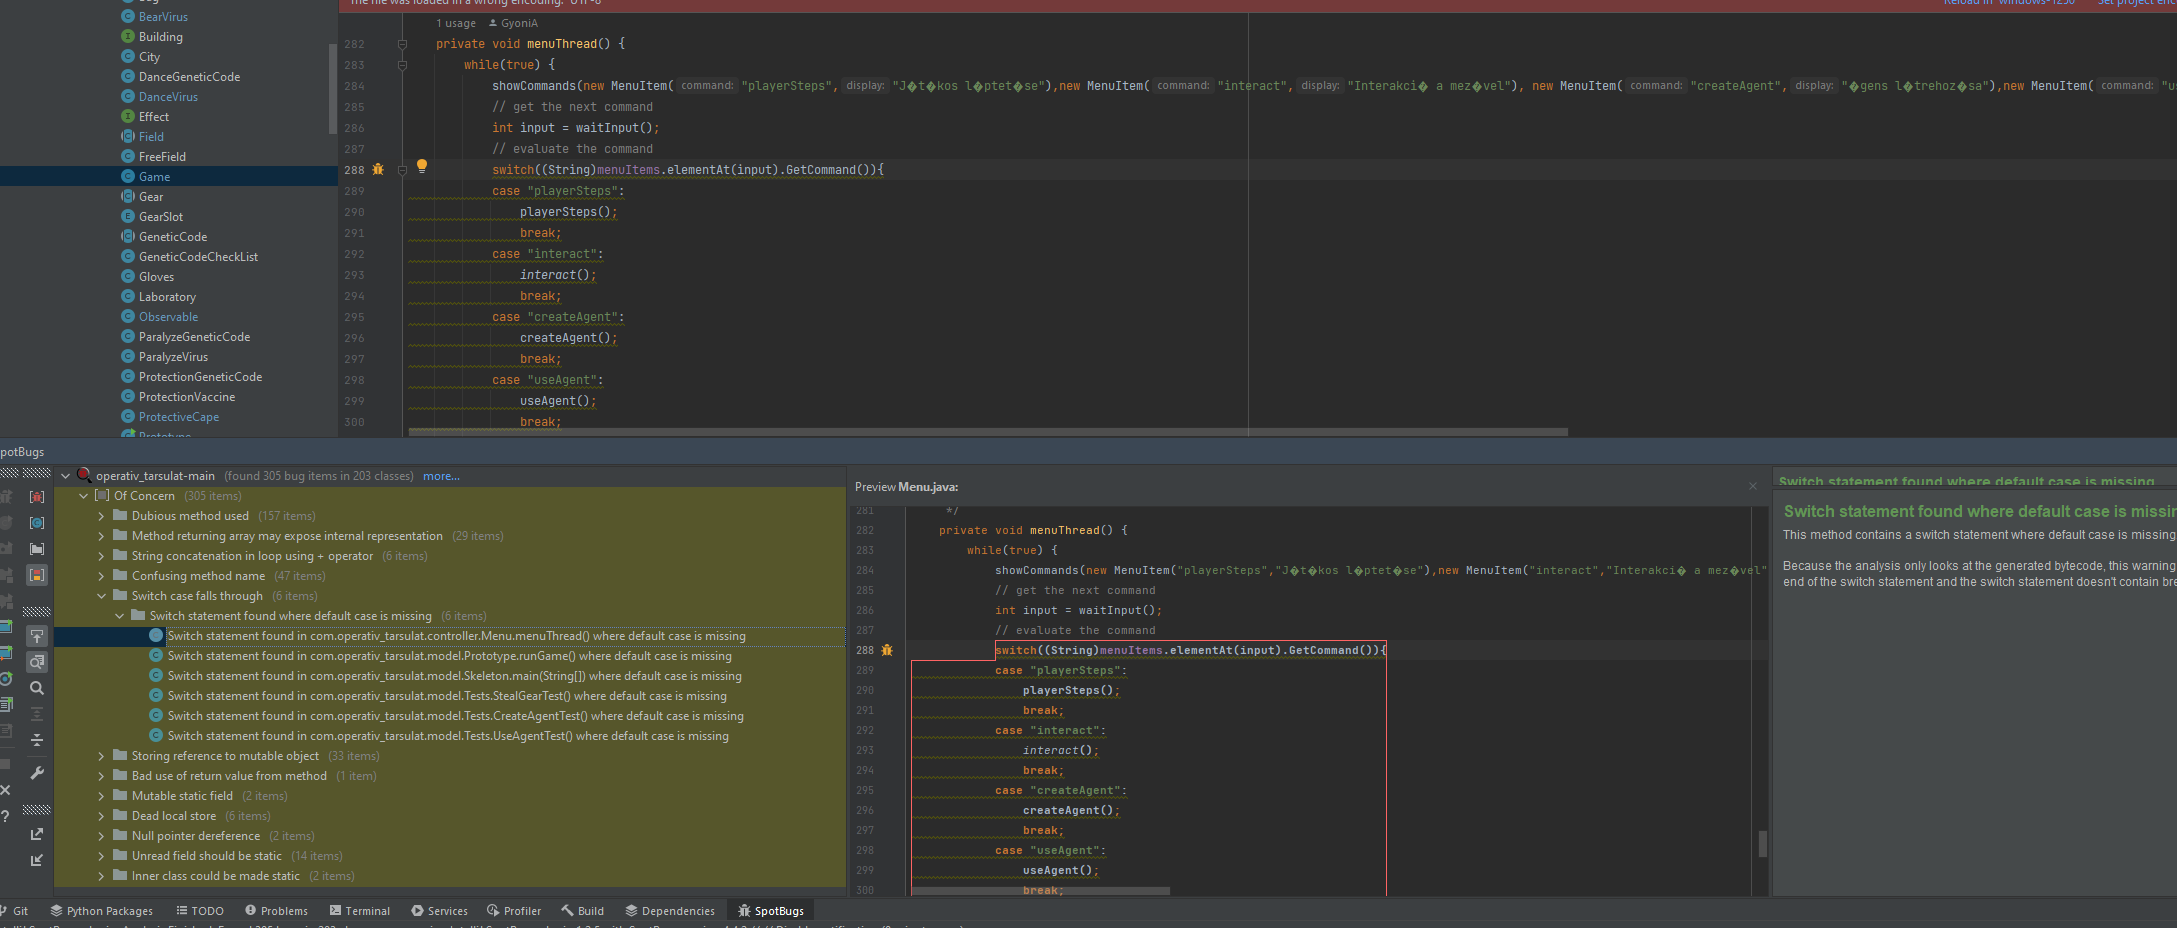 The file was loaded in a wrong encoding: 'UTF-8'
Reload in 'windows-1250'
BearVirus
Building
City
DanceGeneticCode
DanceVirus
Effect
Field
FreeField
Game
Gear
GearSlot
GeneticCode
GeneticCodeCheckList
Gloves
Laboratory
Observable
ParalyzeGeneticCode
ParalyzeVirus
ProtectionGeneticCode
ProtectionVaccine
ProtectiveCape
Prototype
1 usage GyoniA
282 private void menuThread() {
283 while(true) {
284 showCommands(new MenuItem( command: "playerSteps", display: "J�t�kos l�ptet�se"),new MenuItem( command: "interact", display: "Interakci� a mez�vel"), new MenuItem( command: "createAgent", display: "�gens l�trehoz�sa"),new MenuItem( command: "us
285 // get the next command
286 int input = waitInput();
287 // evaluate the command
288 switch((String)menuItems.elementAt(input).GetCommand()){
289 case "playerSteps":
290 playerSteps();
291 break;
292 case "interact":
293 interact();
294 break;
295 case "createAgent":
296 createAgent();
297 break;
298 case "useAgent":
299 useAgent();
300 break;
potBugs
operativ_tarsulat-main (found 305 bug items in 203 classes) more...
Of Concern (305 items)
Dubious method used (157 items)
Method returning array may expose internal representation (29 items)
String concatenation in loop using + operator (6 items)
Confusing method name (47 items)
Switch case falls through (6 items)
Switch statement found where default case is missing (6 items)
Switch statement found in com.operativ_tarsulat.controller.Menu.menuThread() where default case is missing
Switch statement found in com.operativ_tarsulat.model.Prototype.runGame() where default case is missing
Switch statement found in com.operativ_tarsulat.model.Skeleton.main(String[]) where default case is missing
Switch statement found in com.operativ_tarsulat.model.Tests.StealGearTest() where default case is missing
Switch statement found in com.operativ_tarsulat.model.Tests.CreateAgentTest() where default case is missing
Switch statement found in com.operativ_tarsulat.model.Tests.UseAgentTest() where default case is missing
Storing reference to mutable object (33 items)
Bad use of return value from method (1 item)
Mutable static field (2 items)
Dead local store (6 items)
Null pointer dereference (2 items)
Unread field should be static (14 items)
Inner class could be made static (2 items)
Preview Menu.java:
281 */
282 private void menuThread() {
283 while(true) {
284 showCommands(new MenuItem("playerSteps","J�t�kos l�ptet�se"),new MenuItem("interact","Interakci� a mez�vel"
285 // get the next command
286 int input = waitInput();
287 // evaluate the command
288 switch((String)menuItems.elementAt(input).GetCommand()){
289 case "playerSteps":
290 playerSteps();
291 break;
292 case "interact":
293 interact();
294 break;
295 case "createAgent":
296 createAgent();
297 break;
298 case "useAgent":
299 useAgent();
300 break;
Switch statement found where default case is missing
Switch statement found where default case is missin
This method contains a switch statement where default case is missing
Because the analysis only looks at the generated bytecode, this warning
end of the switch statement and the switch statement doesn't contain bre
Git Python Packages TODO Problems Terminal Services Profiler Build Dependencies SpotBugs